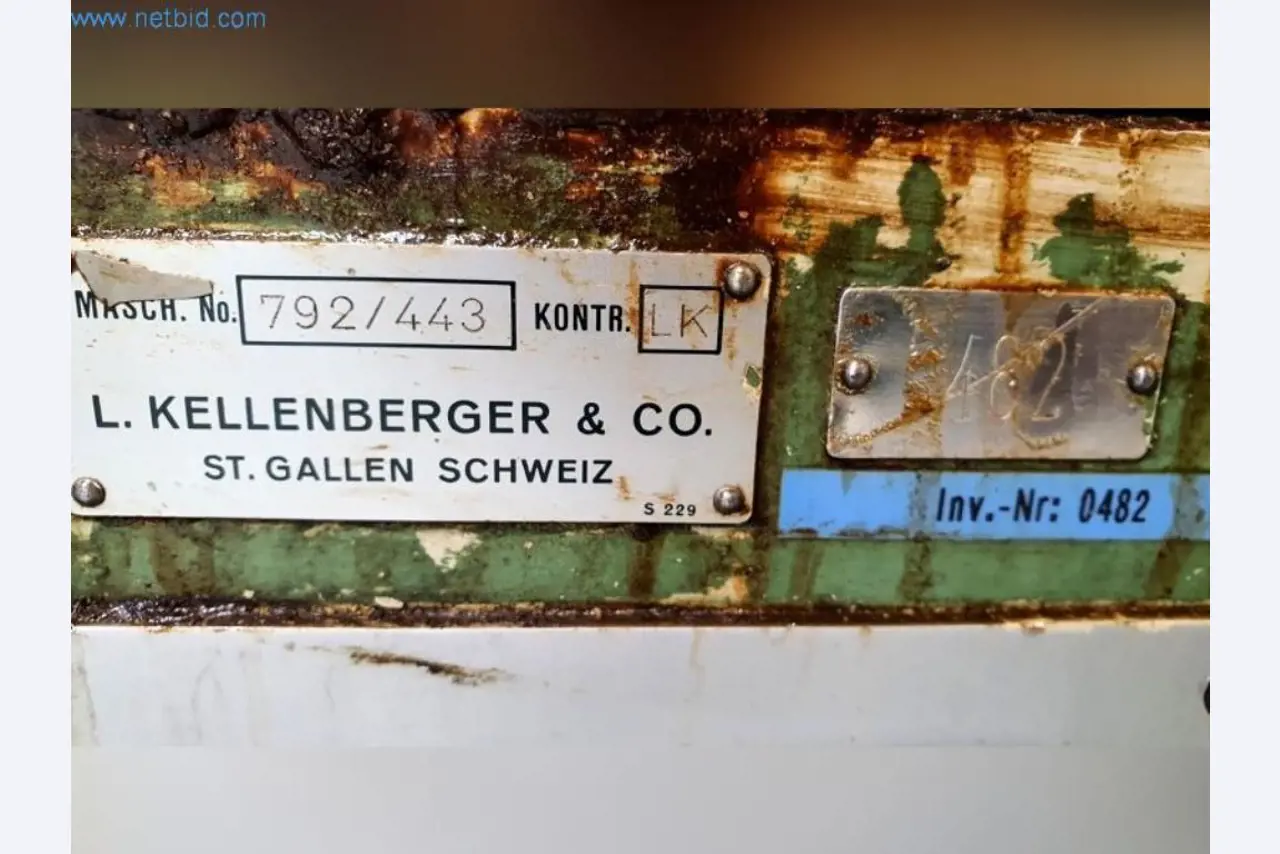 www.netbid.com
MASCH. No. 792/443 KONTR. LK
L. KELLENBERGER & CO.
ST. GALLEN SCHWEIZ
S 229
482
Inv.-Nr: 0482